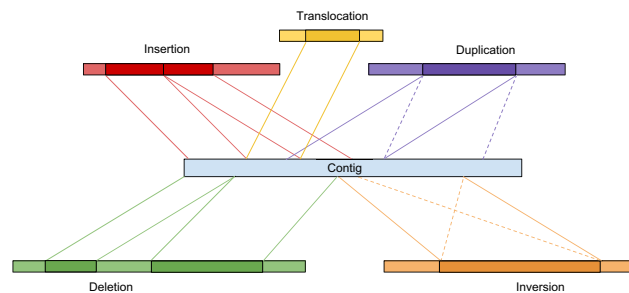 Translocation
Insertion
Duplication
Contig
Deletion
Inversion